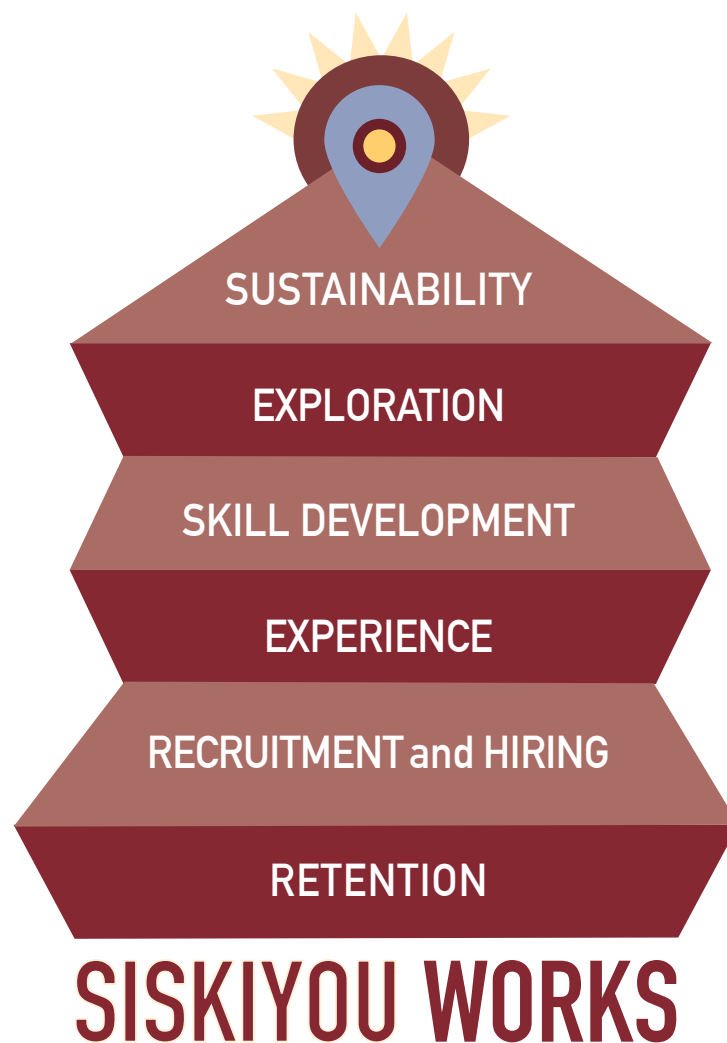 SUSTAINABILITY
EXPLORATION
SKILL DEVELOPMENT
EXPERIENCE
RECRUITMENT and HIRING
RETENTION
SISKIYOU WORKS